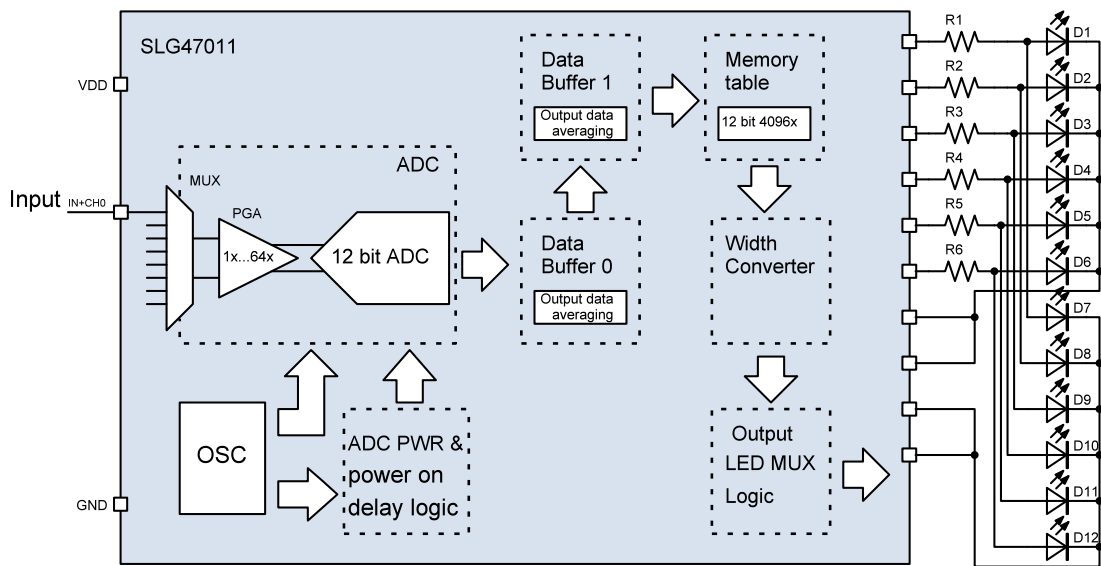 SLG47011
VDD
Input
IN+CH0
GND
MUX
ADC
PGA
1x...64x
12 bit ADC
OSC
ADC PWR &
power on
delay logic
Data
Buffer 1
Output data
averaging
Data
Buffer 0
Output data
averaging
Memory
table
12 bit 4096x
Width
Converter
Output
LED MUX
Logic
R1
R2
R3
R4
R5
R6
D1
D2
D3
D4
D5
D6
D7
D8
D9
D10
D11
D12